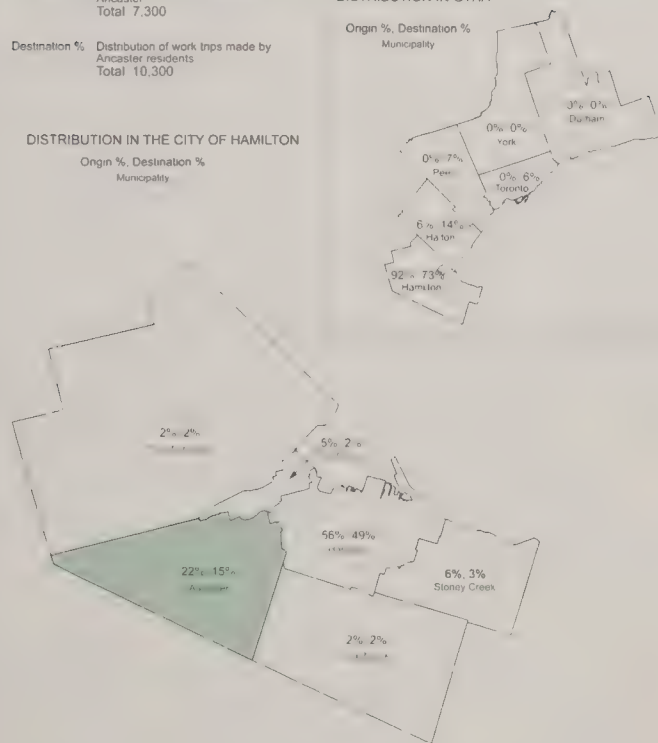 Ancaster
Total 7,300
Destination % Distribution of work trips made by
Ancaster residents
Total 10,300
DISTRIBUTION IN THE CITY OF HAMILTON
Origin %, Destination %
Municipality
Origin %, Destination %
Municipality
0% 0%
Durham
0% 0%
York
0% 7%
Peel
0% 6%
Toronto
6% 14%
Halton
92% 73%
Hamilton
2% 2%
5% 2%
56% 49%
22% 15%
6%, 3%
Stoney Creek
2% 2%